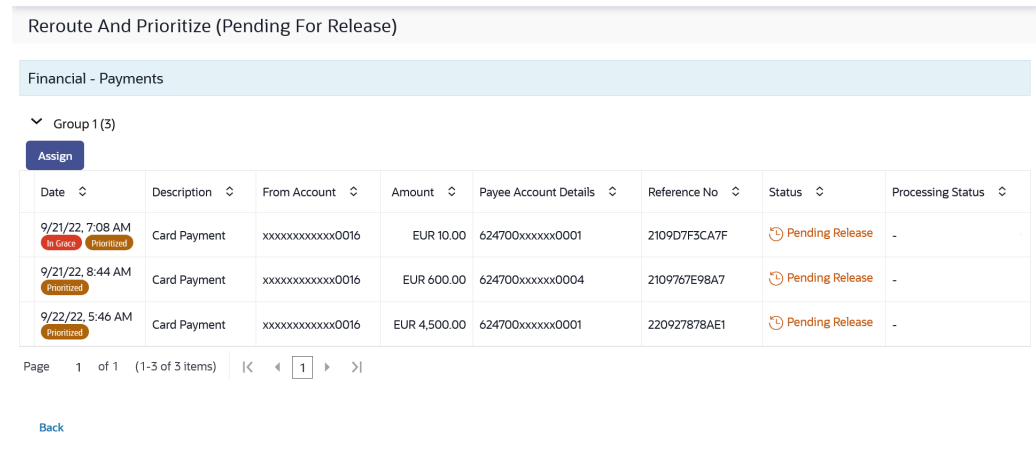 Reroute And Prioritize (Pending For Release)
Financial - Payments
Group 1 (3)
Assign
Date Description From Account Amount Payee Account Details Reference No Status Processing Status
9/21/22, 7:08 AM
In Grace Prioritized
Card Payment xxxxxxxxxxxx0016 EUR 10.00 624700xxxxxx0001 2109D7F3CA7F Pending Release -
9/21/22, 8:44 AM
Prioritized
Card Payment xxxxxxxxxxxx0016 EUR 600.00 624700xxxxxx0004 2109767E98A7 Pending Release -
9/22/22, 5:46 AM
Prioritized
Card Payment xxxxxxxxxxxx0016 EUR 4,500.00 624700xxxxxx0001 220927878AE1 Pending Release -
Page 1 of 1 (1-3 of 3 items) 1
Back